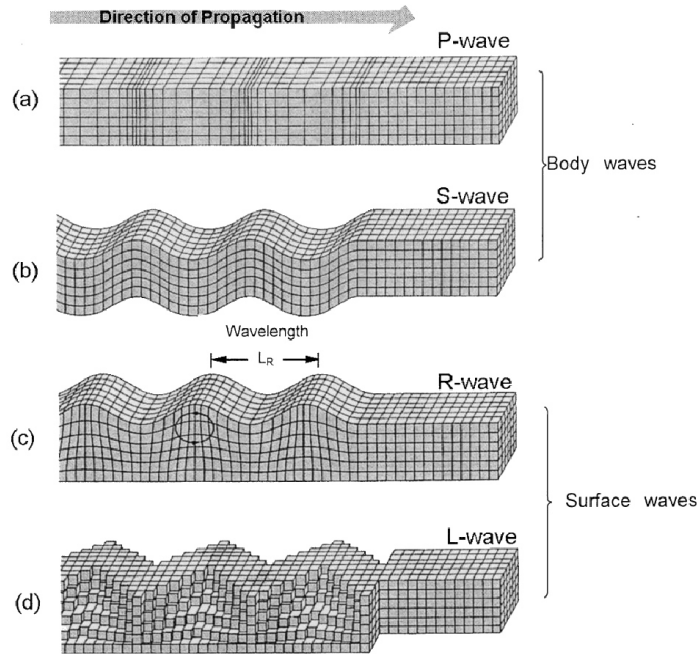 Direction of Propagation
P-wave
(a)
Body waves
S-wave
(b)
Wavelength
L_R
R-wave
(c)
Surface waves
L-wave
(d)